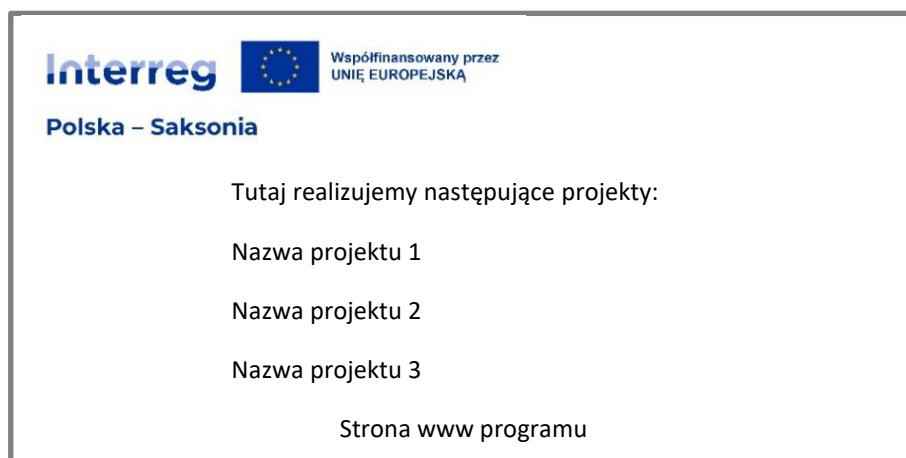 Interreg
Współfinansowany przez
UNIĘ EUROPEJSKĄ
Polska – Saksonia
Tutaj realizujemy następujące projekty:
Nazwa projektu 1
Nazwa projektu 2
Nazwa projektu 3
Strona www programu